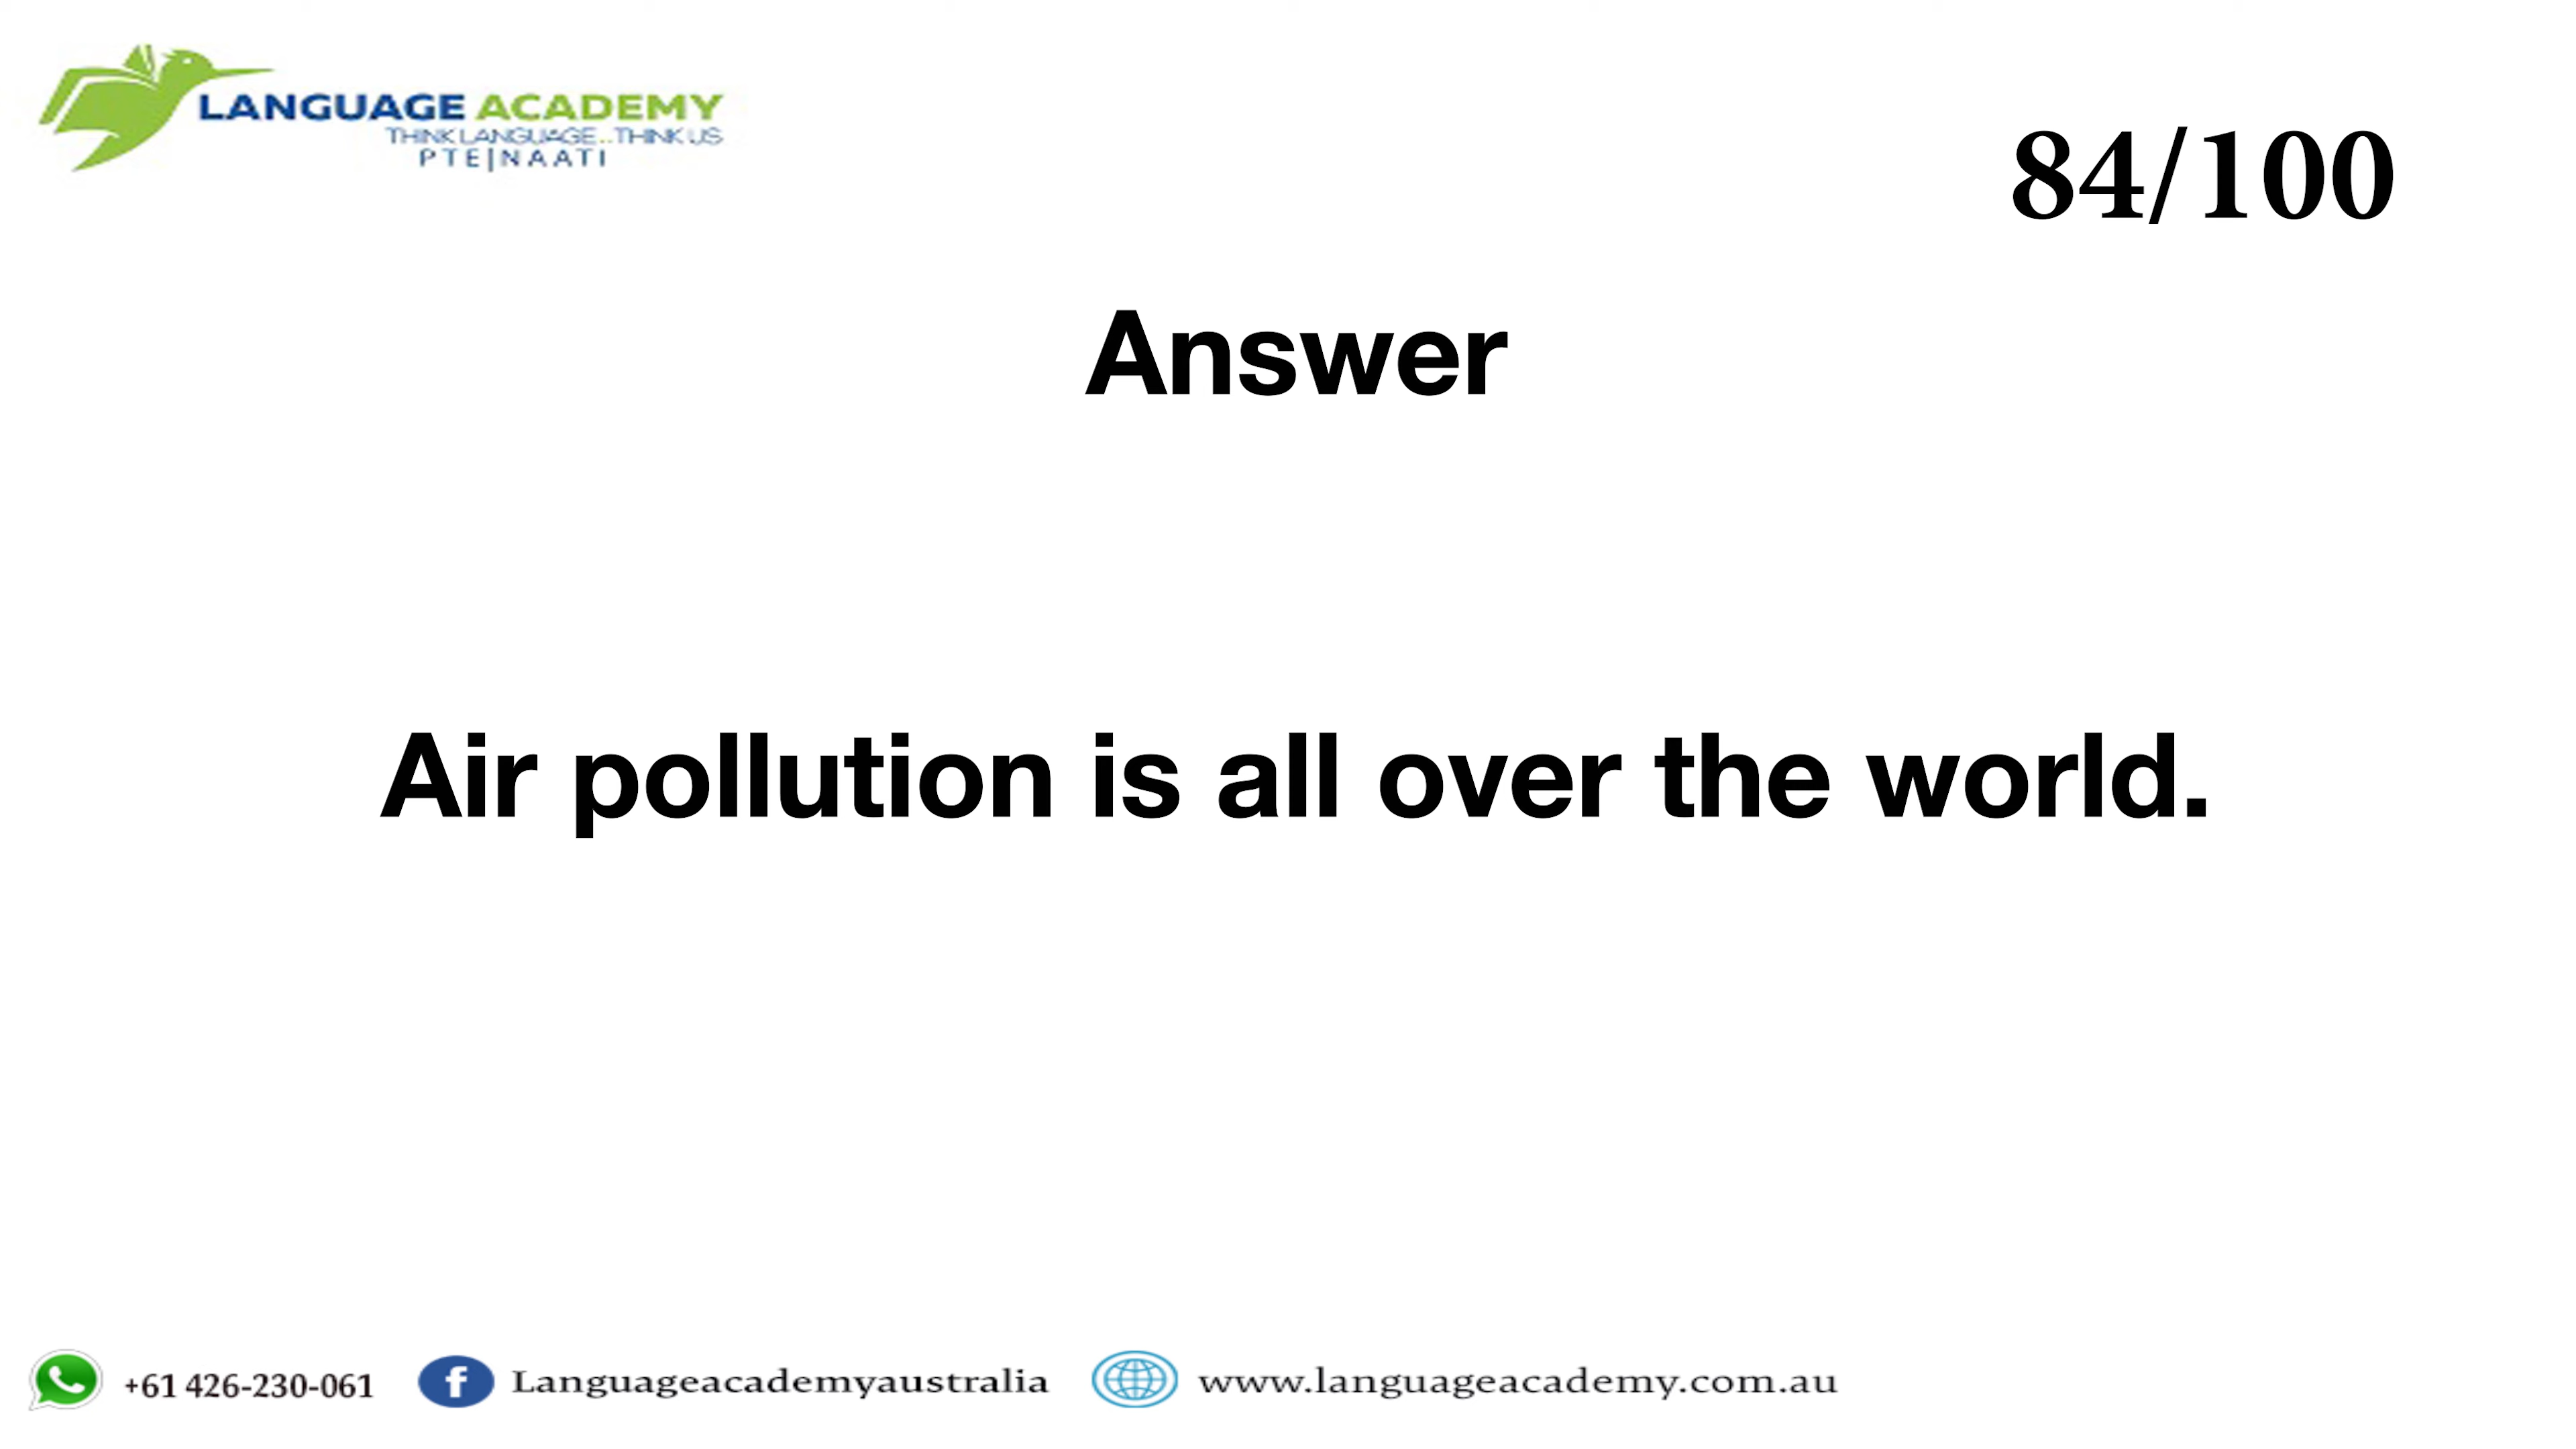 LANGUAGE ACADEMY
THINK LANGUAGE..THINK US
PTE|NAATI
84/100
Answer
Air pollution is all over the world.
+61 426-230-061
Languageacademyaustralia
www.languageacademy.com.au